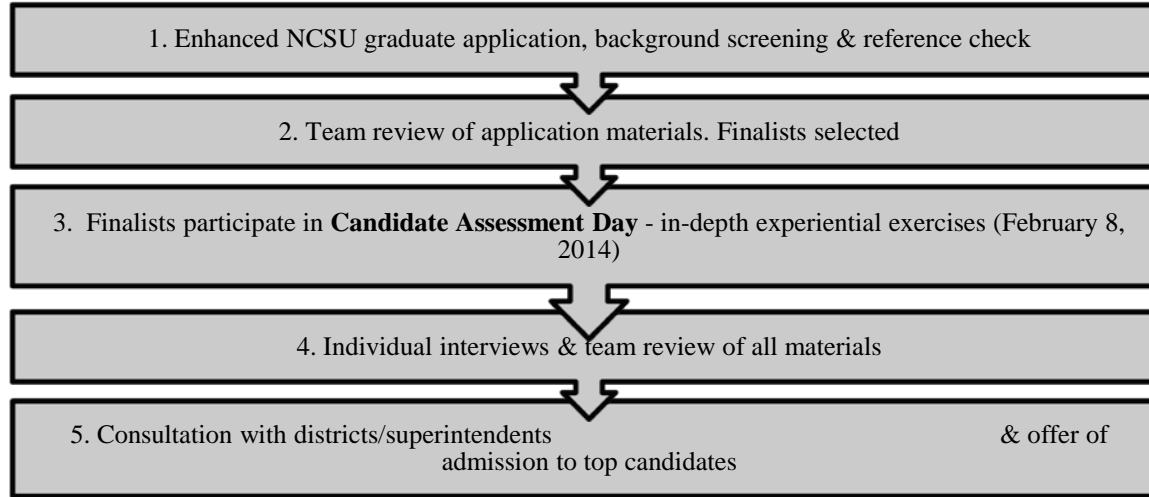 1. Enhanced NCSU graduate application, background screening & reference check
2. Team review of application materials. Finalists selected
3. Finalists participate in Candidate Assessment Day - in-depth experiential exercises (February 8,
2014)
4. Individual interviews & team review of all materials
5. Consultation with districts/superintendents & offer of
admission to top candidates